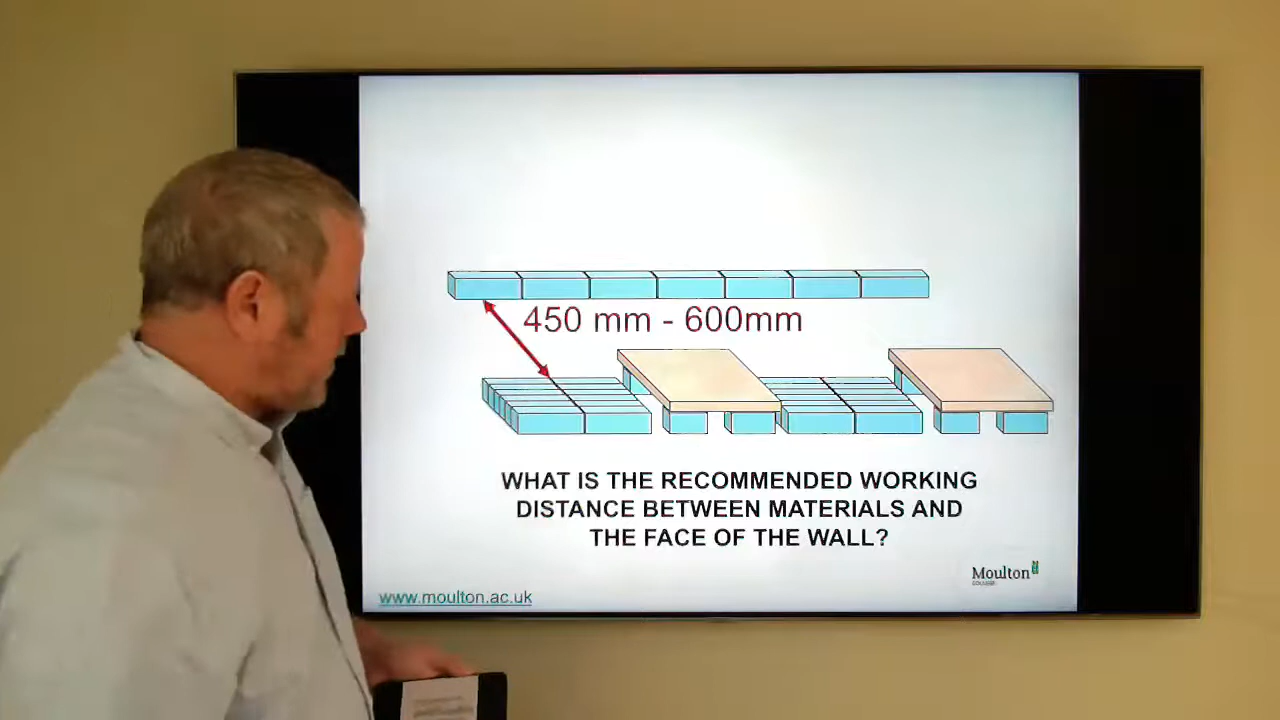 450 mm - 600mm
WHAT IS THE RECOMMENDED WORKING
DISTANCE BETWEEN MATERIALS AND
THE FACE OF THE WALL?
Moulton
COLLEGE
www.moulton.ac.uk